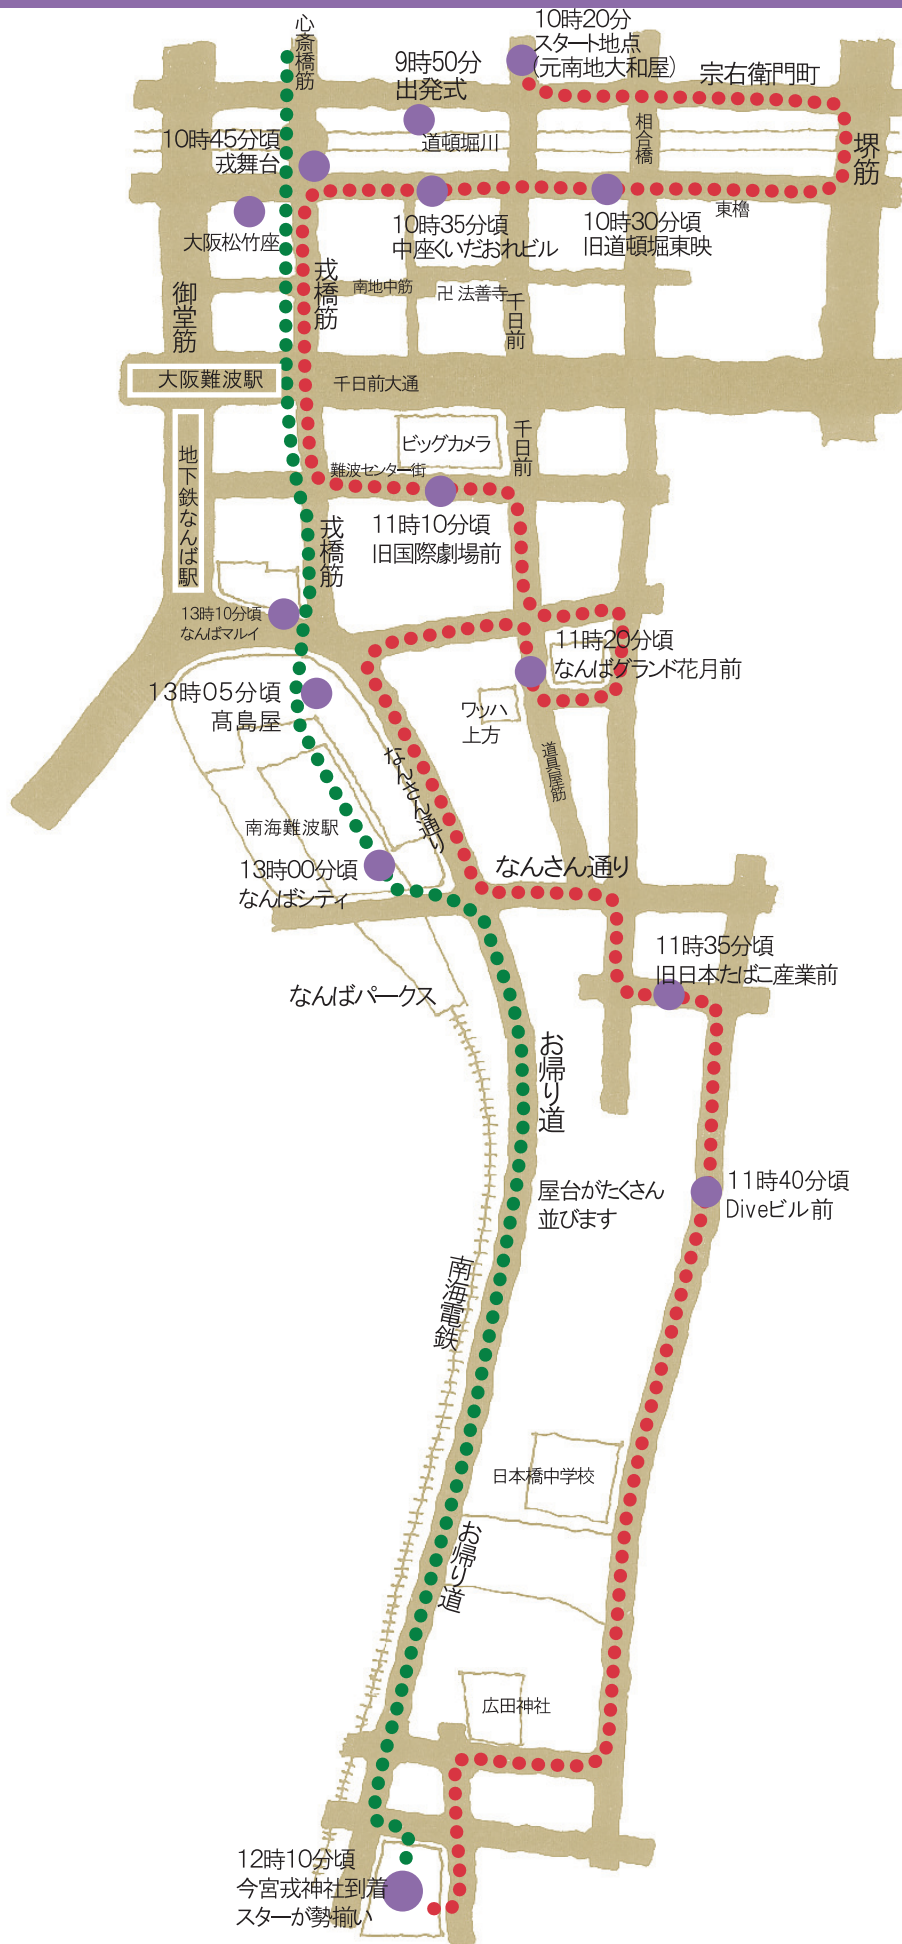 心斎橋筋
10時20分
スタート地点
(元南地大和屋)
宗右衛門町
9時50分
出発式
10時45分頃
戎舞台
道頓堀川
相合橋
堺筋
大阪松竹座
10時35分頃
中座くいだおれビル
10時30分頃
旧道頓堀東映
東櫓
御堂筋
戎橋筋
南地中筋
卍 法善寺
千日前
大阪難波駅
千日前大通
ビッグカメラ
千日前
地下鉄なんば駅
難波センター街
戎橋筋
11時10分頃
旧国際劇場前
13時10分頃
なんばマルイ
11時20分頃
なんばグランド花月前
13時05分頃
髙島屋
ワッハ
上方
なんさん通り
道具屋筋
南海難波駅
13時00分頃
なんばシティ
なんさん通り
11時35分頃
旧日本たばこ産業前
なんばパークス
お帰り道
屋台がたくさん
並びます
11時40分頃
Diveビル前
南海電鉄
日本橋中学校
お帰り道
広田神社
12時10分頃
今宮戎神社到着
スターが勢揃い